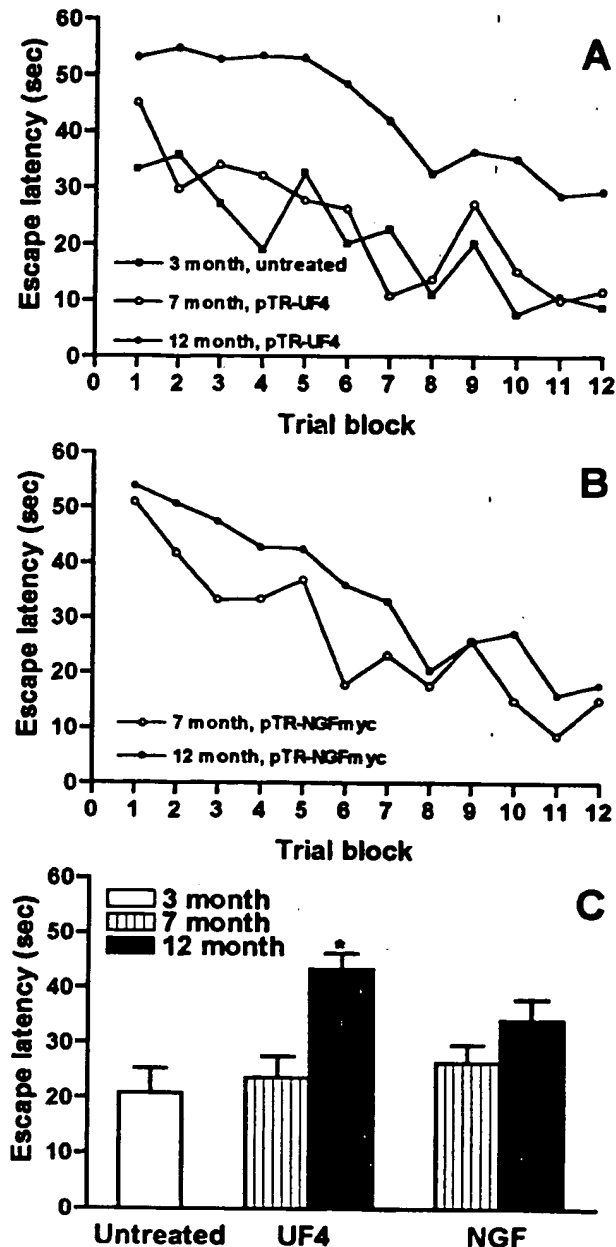 A
Escape latency (sec)
60
50
40
30
20
10
0
3 month, untreated
7 month, pTR-UF4
12 month, pTR-UF4
0 1 2 3 4 5 6 7 8 9 10 11 12
Trial block
B
Escape latency (sec)
60
50
40
30
20
10
0
7 month, pTR-NGFmyc
12 month, pTR-NGFmyc
0 1 2 3 4 5 6 7 8 9 10 11 12
Trial block
C
Escape latency (sec)
60
50
40
30
20
10
0
3 month
7 month
12 month
*
Untreated UF4 NGF